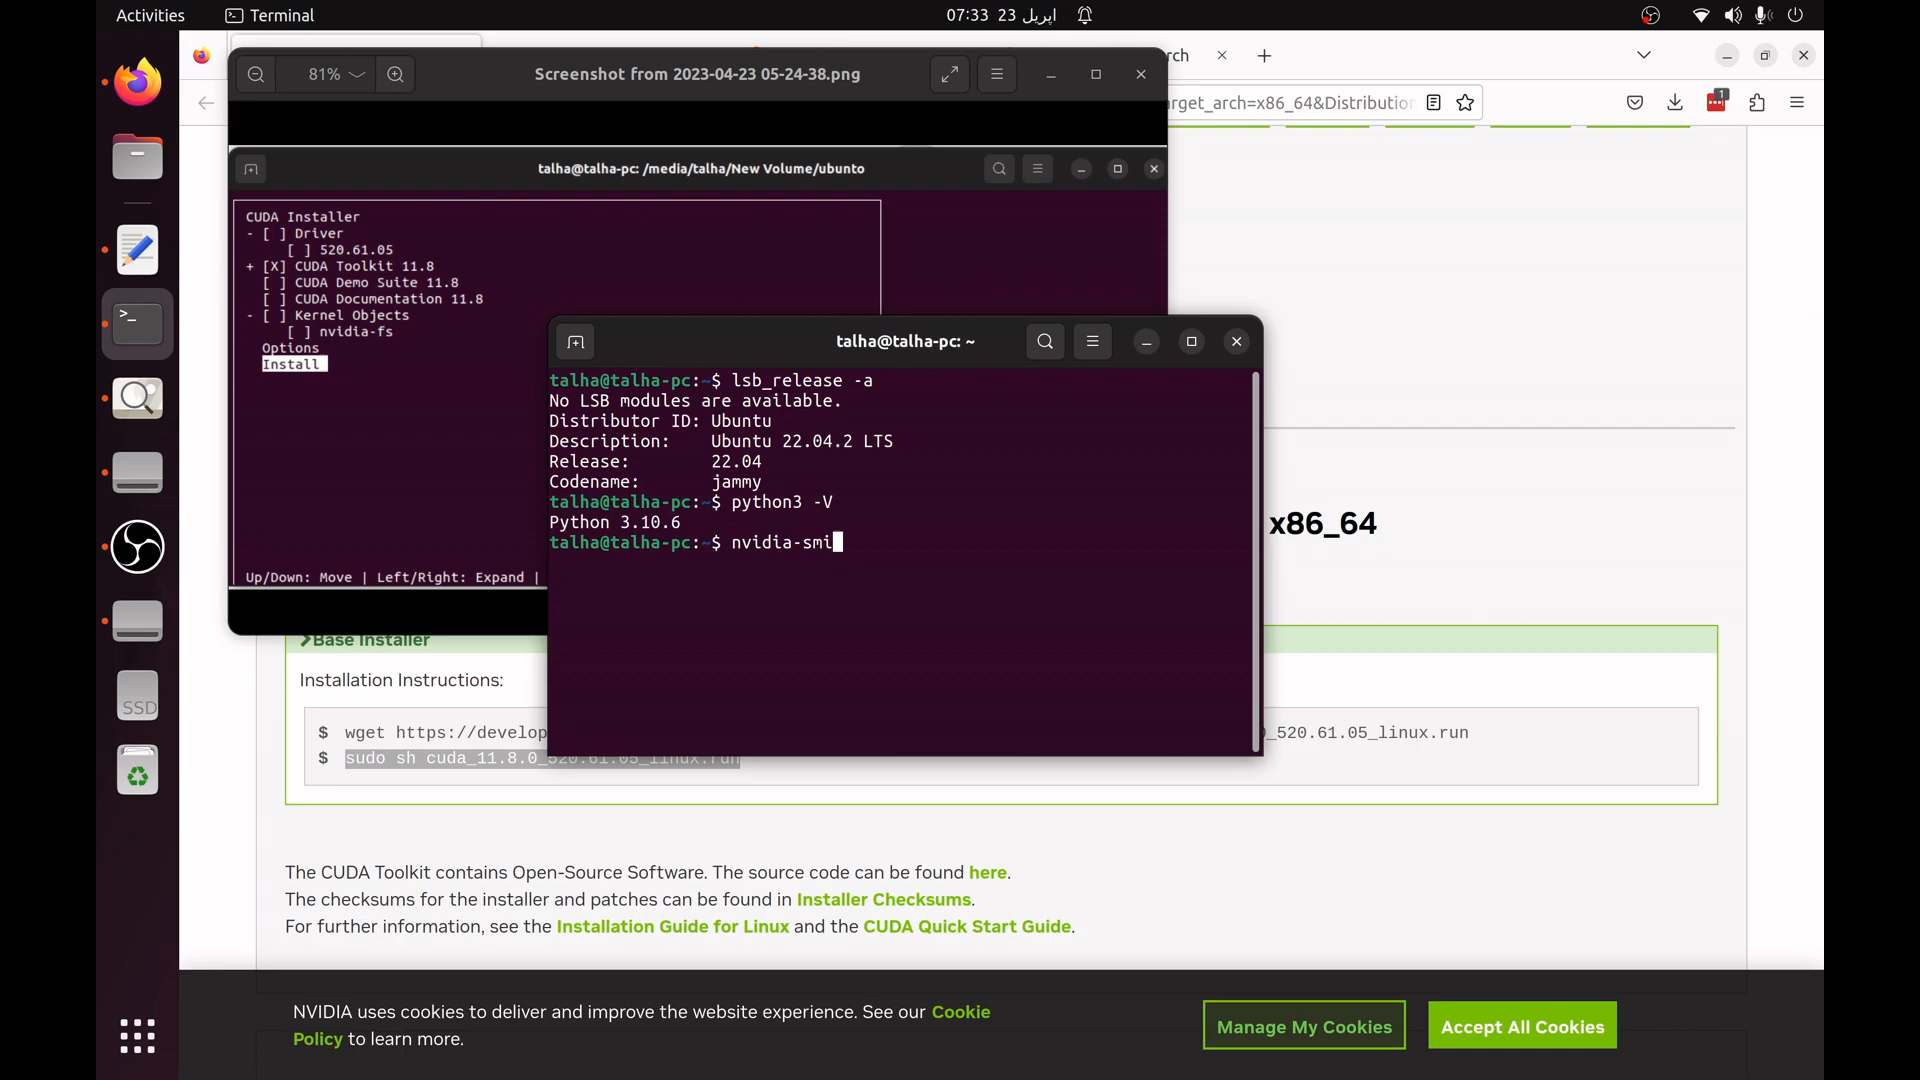 Activities
Terminal
07:33 23 اپریل
81%
Screenshot from 2023-04-23 05-24-38.png
rch
rget_arch=x86_64&Distribution
1
talha@talha-pc: /media/talha/New Volume/ubunto
CUDA Installer
- [ ] Driver
[ ] 520.61.05
+ [X] CUDA Toolkit 11.8
[ ] CUDA Demo Suite 11.8
[ ] CUDA Documentation 11.8
- [ ] Kernel Objects
[ ] nvidia-fs
Options
Install
Up/Down: Move | Left/Right: Expand |
talha@talha-pc: ~
talha@talha-pc:~$ lsb_release -a
No LSB modules are available.
Distributor ID: Ubuntu
Description: Ubuntu 22.04.2 LTS
Release: 22.04
Codename: jammy
talha@talha-pc:~$ python3 -V
Python 3.10.6
talha@talha-pc:~$ nvidia-smi
x86_64
Base Installer
Installation Instructions:
$ wget https://develop
_520.61.05_linux.run
$ sudo sh cuda_11.8.0_520.61.05_linux.run
The CUDA Toolkit contains Open-Source Software. The source code can be found here.
The checksums for the installer and patches can be found in Installer Checksums.
For further information, see the Installation Guide for Linux and the CUDA Quick Start Guide.
SSD
NVIDIA uses cookies to deliver and improve the website experience. See our Cookie
Policy to learn more.
Manage My Cookies
Accept All Cookies